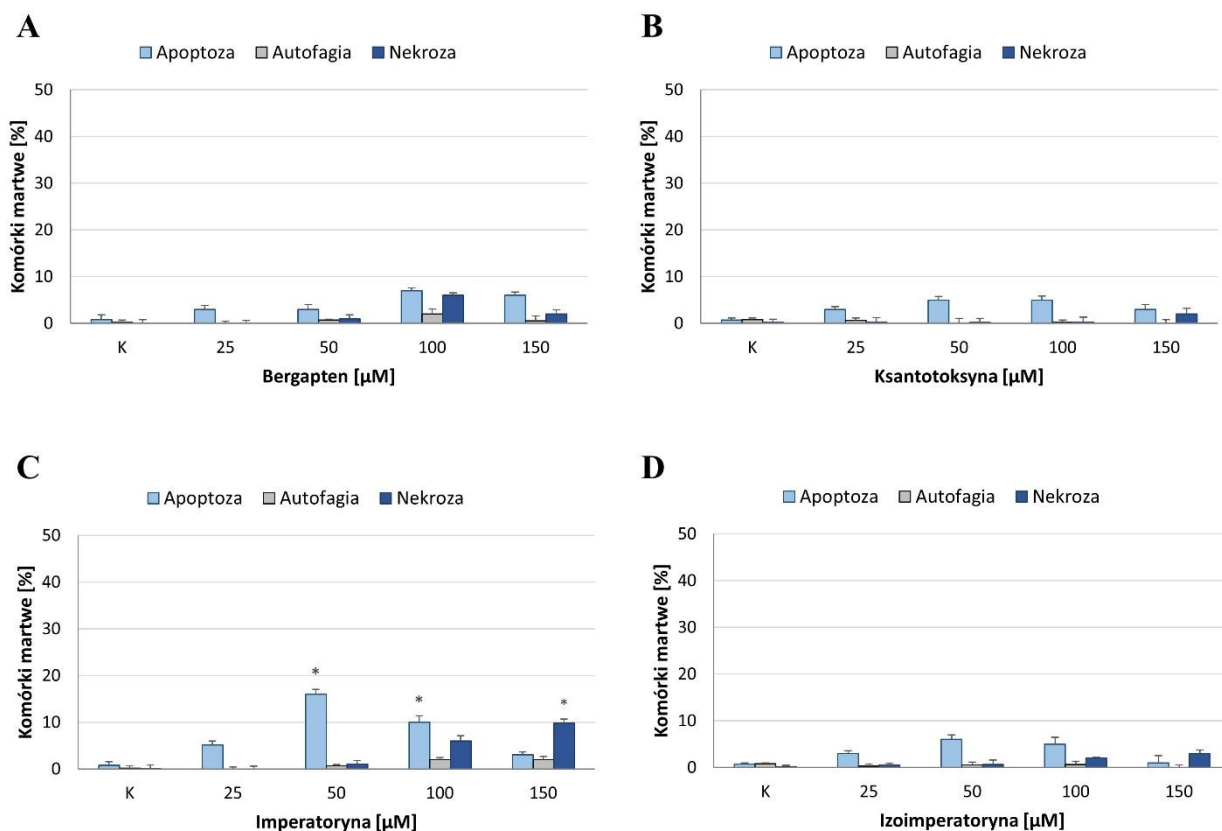 A
Apoptoza Autofagia Nekroza
Komórki martwe [%]
50
40
30
20
10
0
K 25 50 100 150
Bergapten [µM]
B
Apoptoza Autofagia Nekroza
Komórki martwe [%]
50
40
30
20
10
0
K 25 50 100 150
Ksantotoksyna [µM]
C
Apoptoza Autofagia Nekroza
Komórki martwe [%]
50
40
30
20
10
0
* * *
K 25 50 100 150
Imperatoryna [µM]
D
Apoptoza Autofagia Nekroza
Komórki martwe [%]
50
40
30
20
10
0
K 25 50 100 150
Izoimperatoryna [µM]